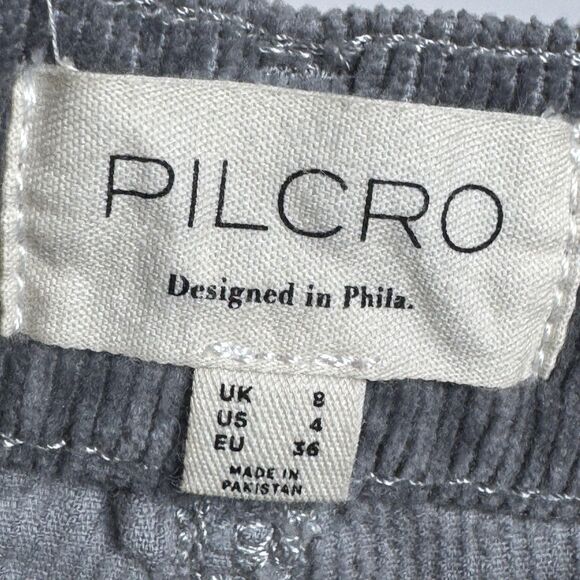 PILCRO
Designed in Phila.
UK 8
US 4
EU 36
MADE IN
PAKISTAN